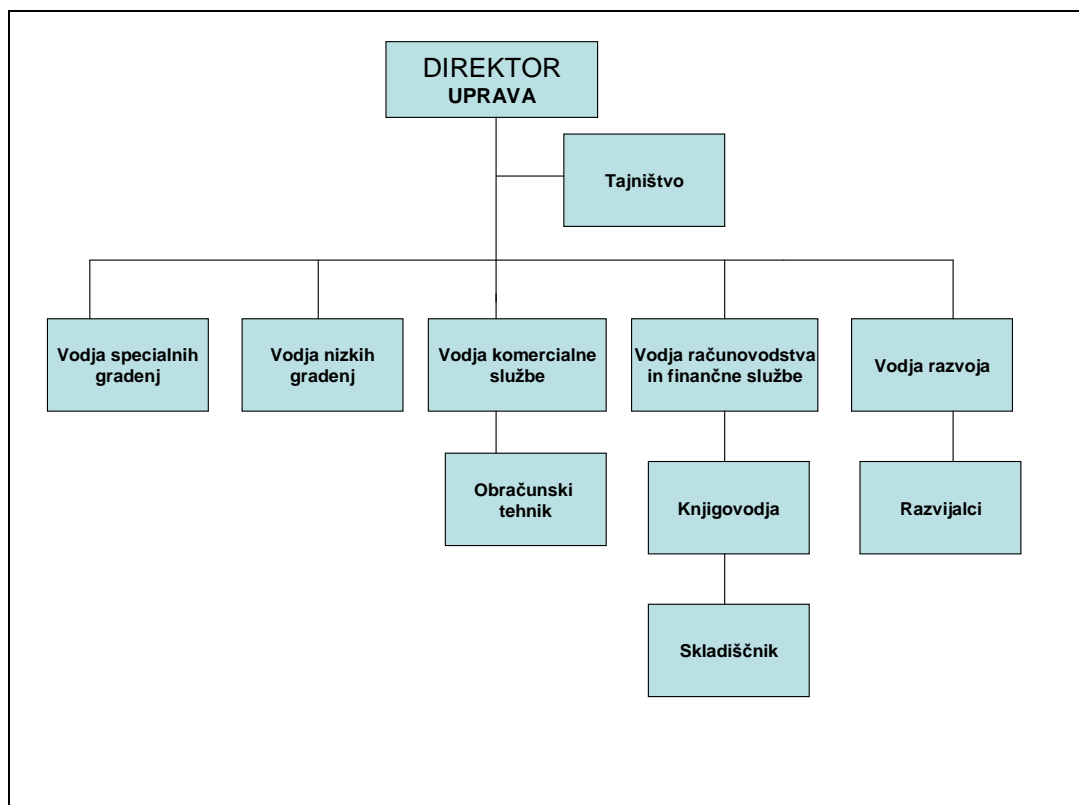 DIREKTOR
UPRAVA
Tajništvo
Vodja specialnih
gradenj
Vodja nizkih
gradenj
Vodja komercialne
službe
Vodja računovodstva
in finančne službe
Vodja razvoja
Obračunski
tehnik
Knjigovodja
Razvijalci
Skladiščnik